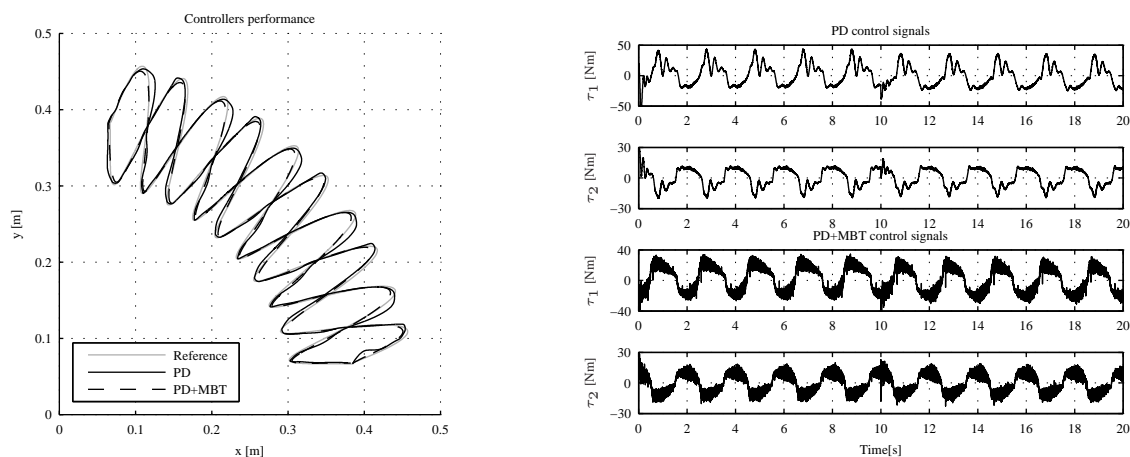 Controllers performance
0.5
0.4
0.3
0.2
0.1
0
y [m]
Reference
PD
PD+MBT
0 0.1 0.2 0.3 0.4 0.5
x [m]
PD control signals
50
0
−50
τ1 [Nm]
0 2 4 6 8 10 12 14 16 18 20
30
0
−30
τ2 [Nm]
0 2 4 6 8 10 12 14 16 18 20
PD+MBT control signals
40
0
−40
τ1 [Nm]
0 2 4 6 8 10 12 14 16 18 20
30
0
−30
τ2 [Nm]
0 2 4 6 8 10 12 14 16 18 20
Time[s]